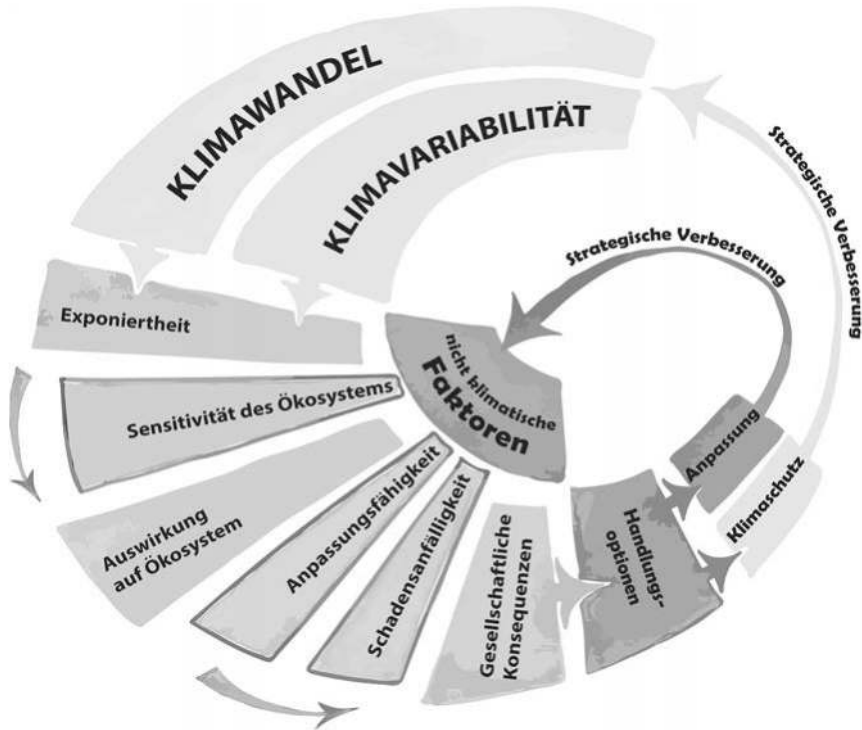 KLIMAWANDEL
KLIMAVARIABILITÄT
Strategische Verbesserung
Strategische Verbesserung
Exponiertheit
nicht klimatische
Faktoren
Sensitivität des Ökosystems
Auswirkung
auf Ökosystem
Anpassungsfähigkeit
Schadensanfälligkeit
Gesellschaftliche
Konsequenzen
Handlungs-
optionen
Anpassung
Klimaschutz